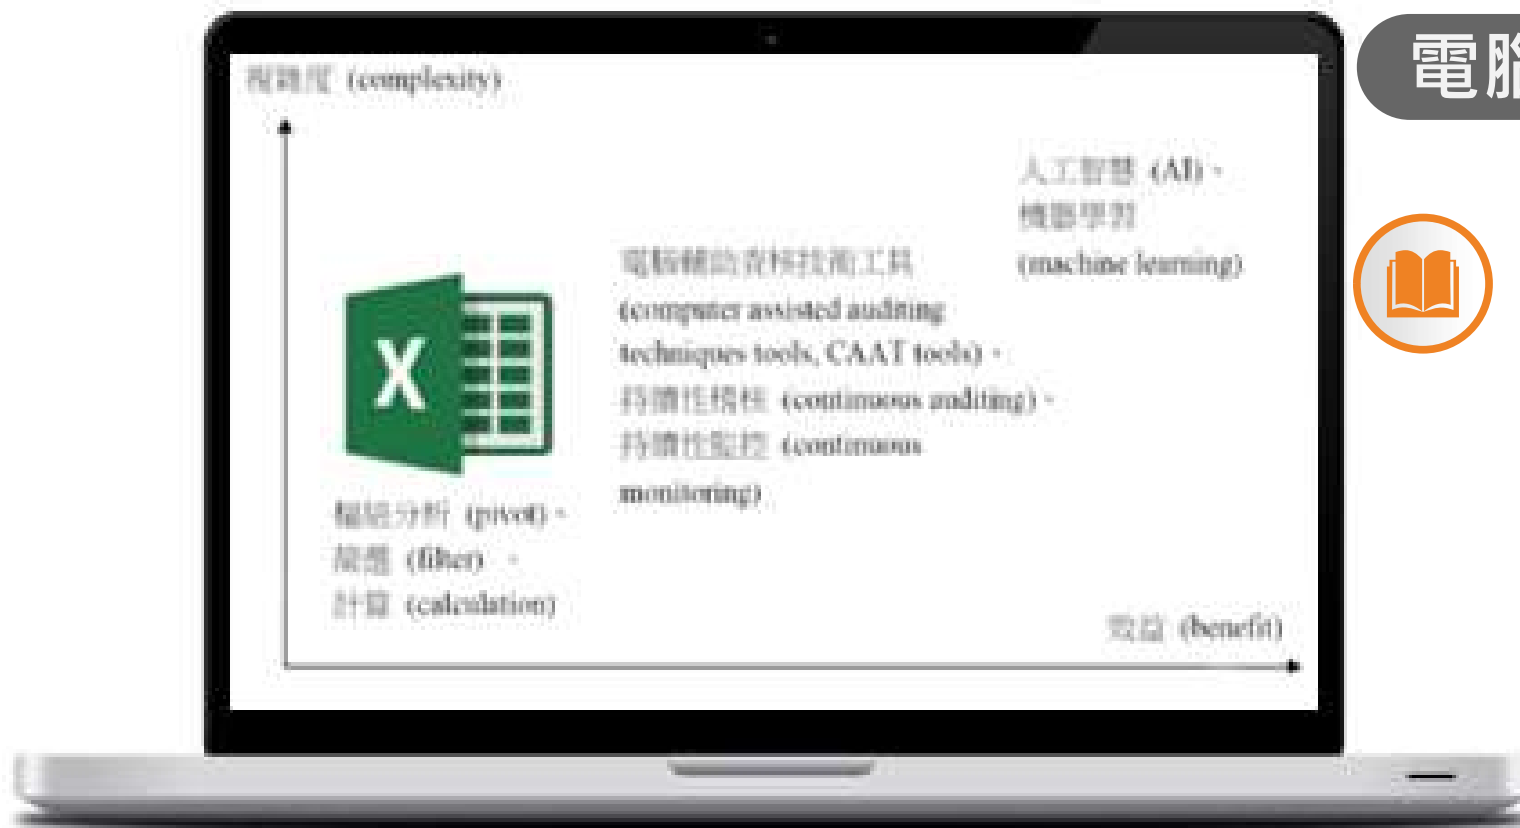 複雜度 (complexity)
人工智慧 (AI)、
機器學習
(machine learning)
電腦輔助查核技術工具
(computer assisted auditing
techniques tools, CAAT tools)、
持續性稽核 (continuous auditing)、
持續性監控 (continuous
monitoring)
X
樞紐分析 (pivot)、
篩選 (filter) 、
計算 (calculation)
效益 (benefit)
電腦